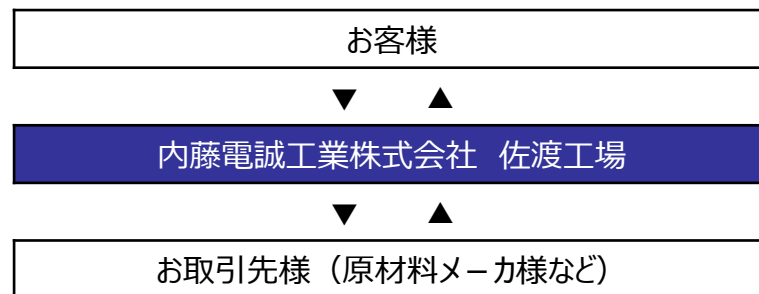 お客様
▼ ▲
内藤電誠工業株式会社 佐渡工場
▼ ▲
お取引先様（原材料メーカ様など）